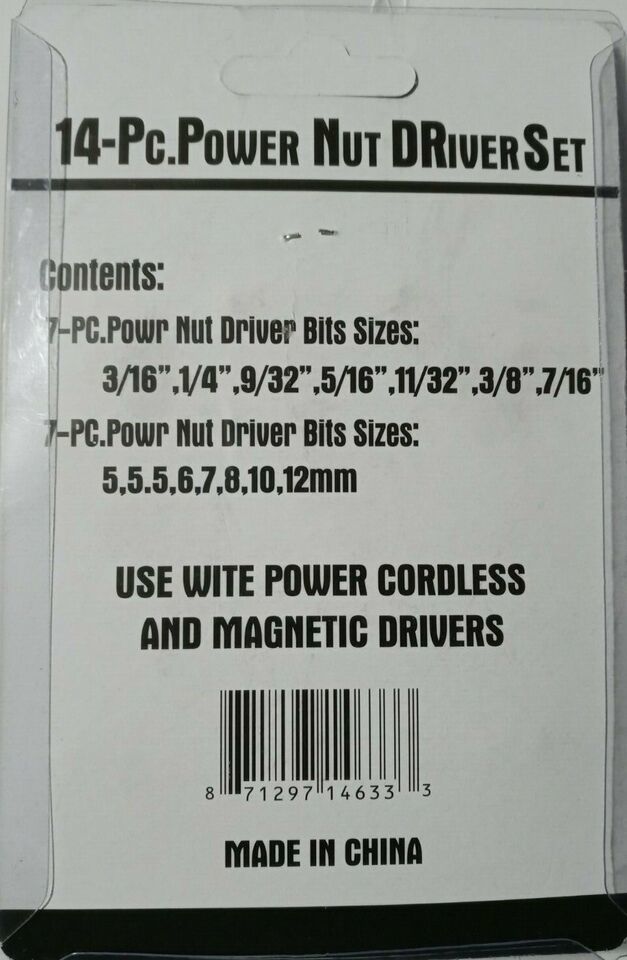 14-Pc.Power Nut DRiver Set
Contents:
7-PC.Powr Nut Driver Bits Sizes:
3/16”,1/4”,9/32”,5/16”,11/32”,3/8”,7/16”
7-PC.Powr Nut Driver Bits Sizes:
5,5.5,6,7,8,10,12mm
USE WITE POWER CORDLESS
AND MAGNETIC DRIVERS
8 71297 14633 3
MADE IN CHINA